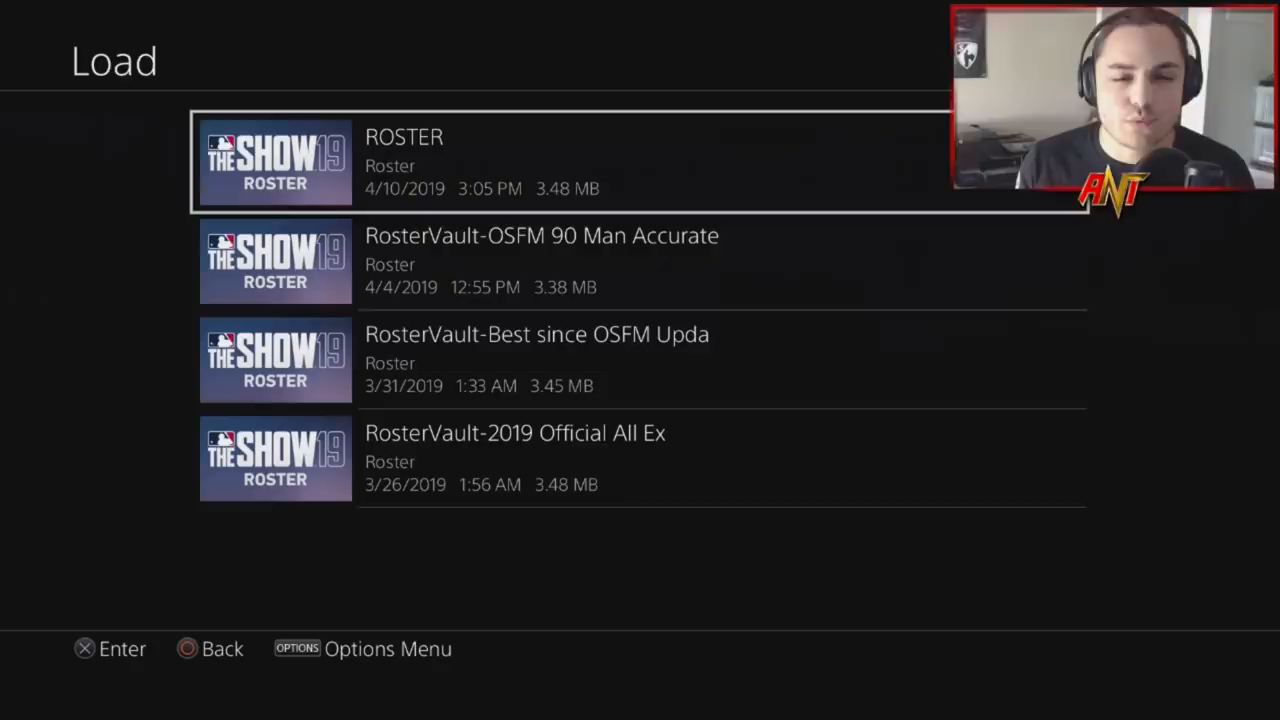 Load
THE SHOW 19
ROSTER
ROSTER
Roster
4/10/2019 3:05 PM 3.48 MB
THE SHOW 19
ROSTER
RosterVault-OSFM 90 Man Accurate
Roster
4/4/2019 12:55 PM 3.38 MB
THE SHOW 19
ROSTER
RosterVault-Best since OSFM Upda
Roster
3/31/2019 1:33 AM 3.45 MB
THE SHOW 19
ROSTER
RosterVault-2019 Official All Ex
Roster
3/26/2019 1:56 AM 3.48 MB
ANT
Enter Back OPTIONS Options Menu